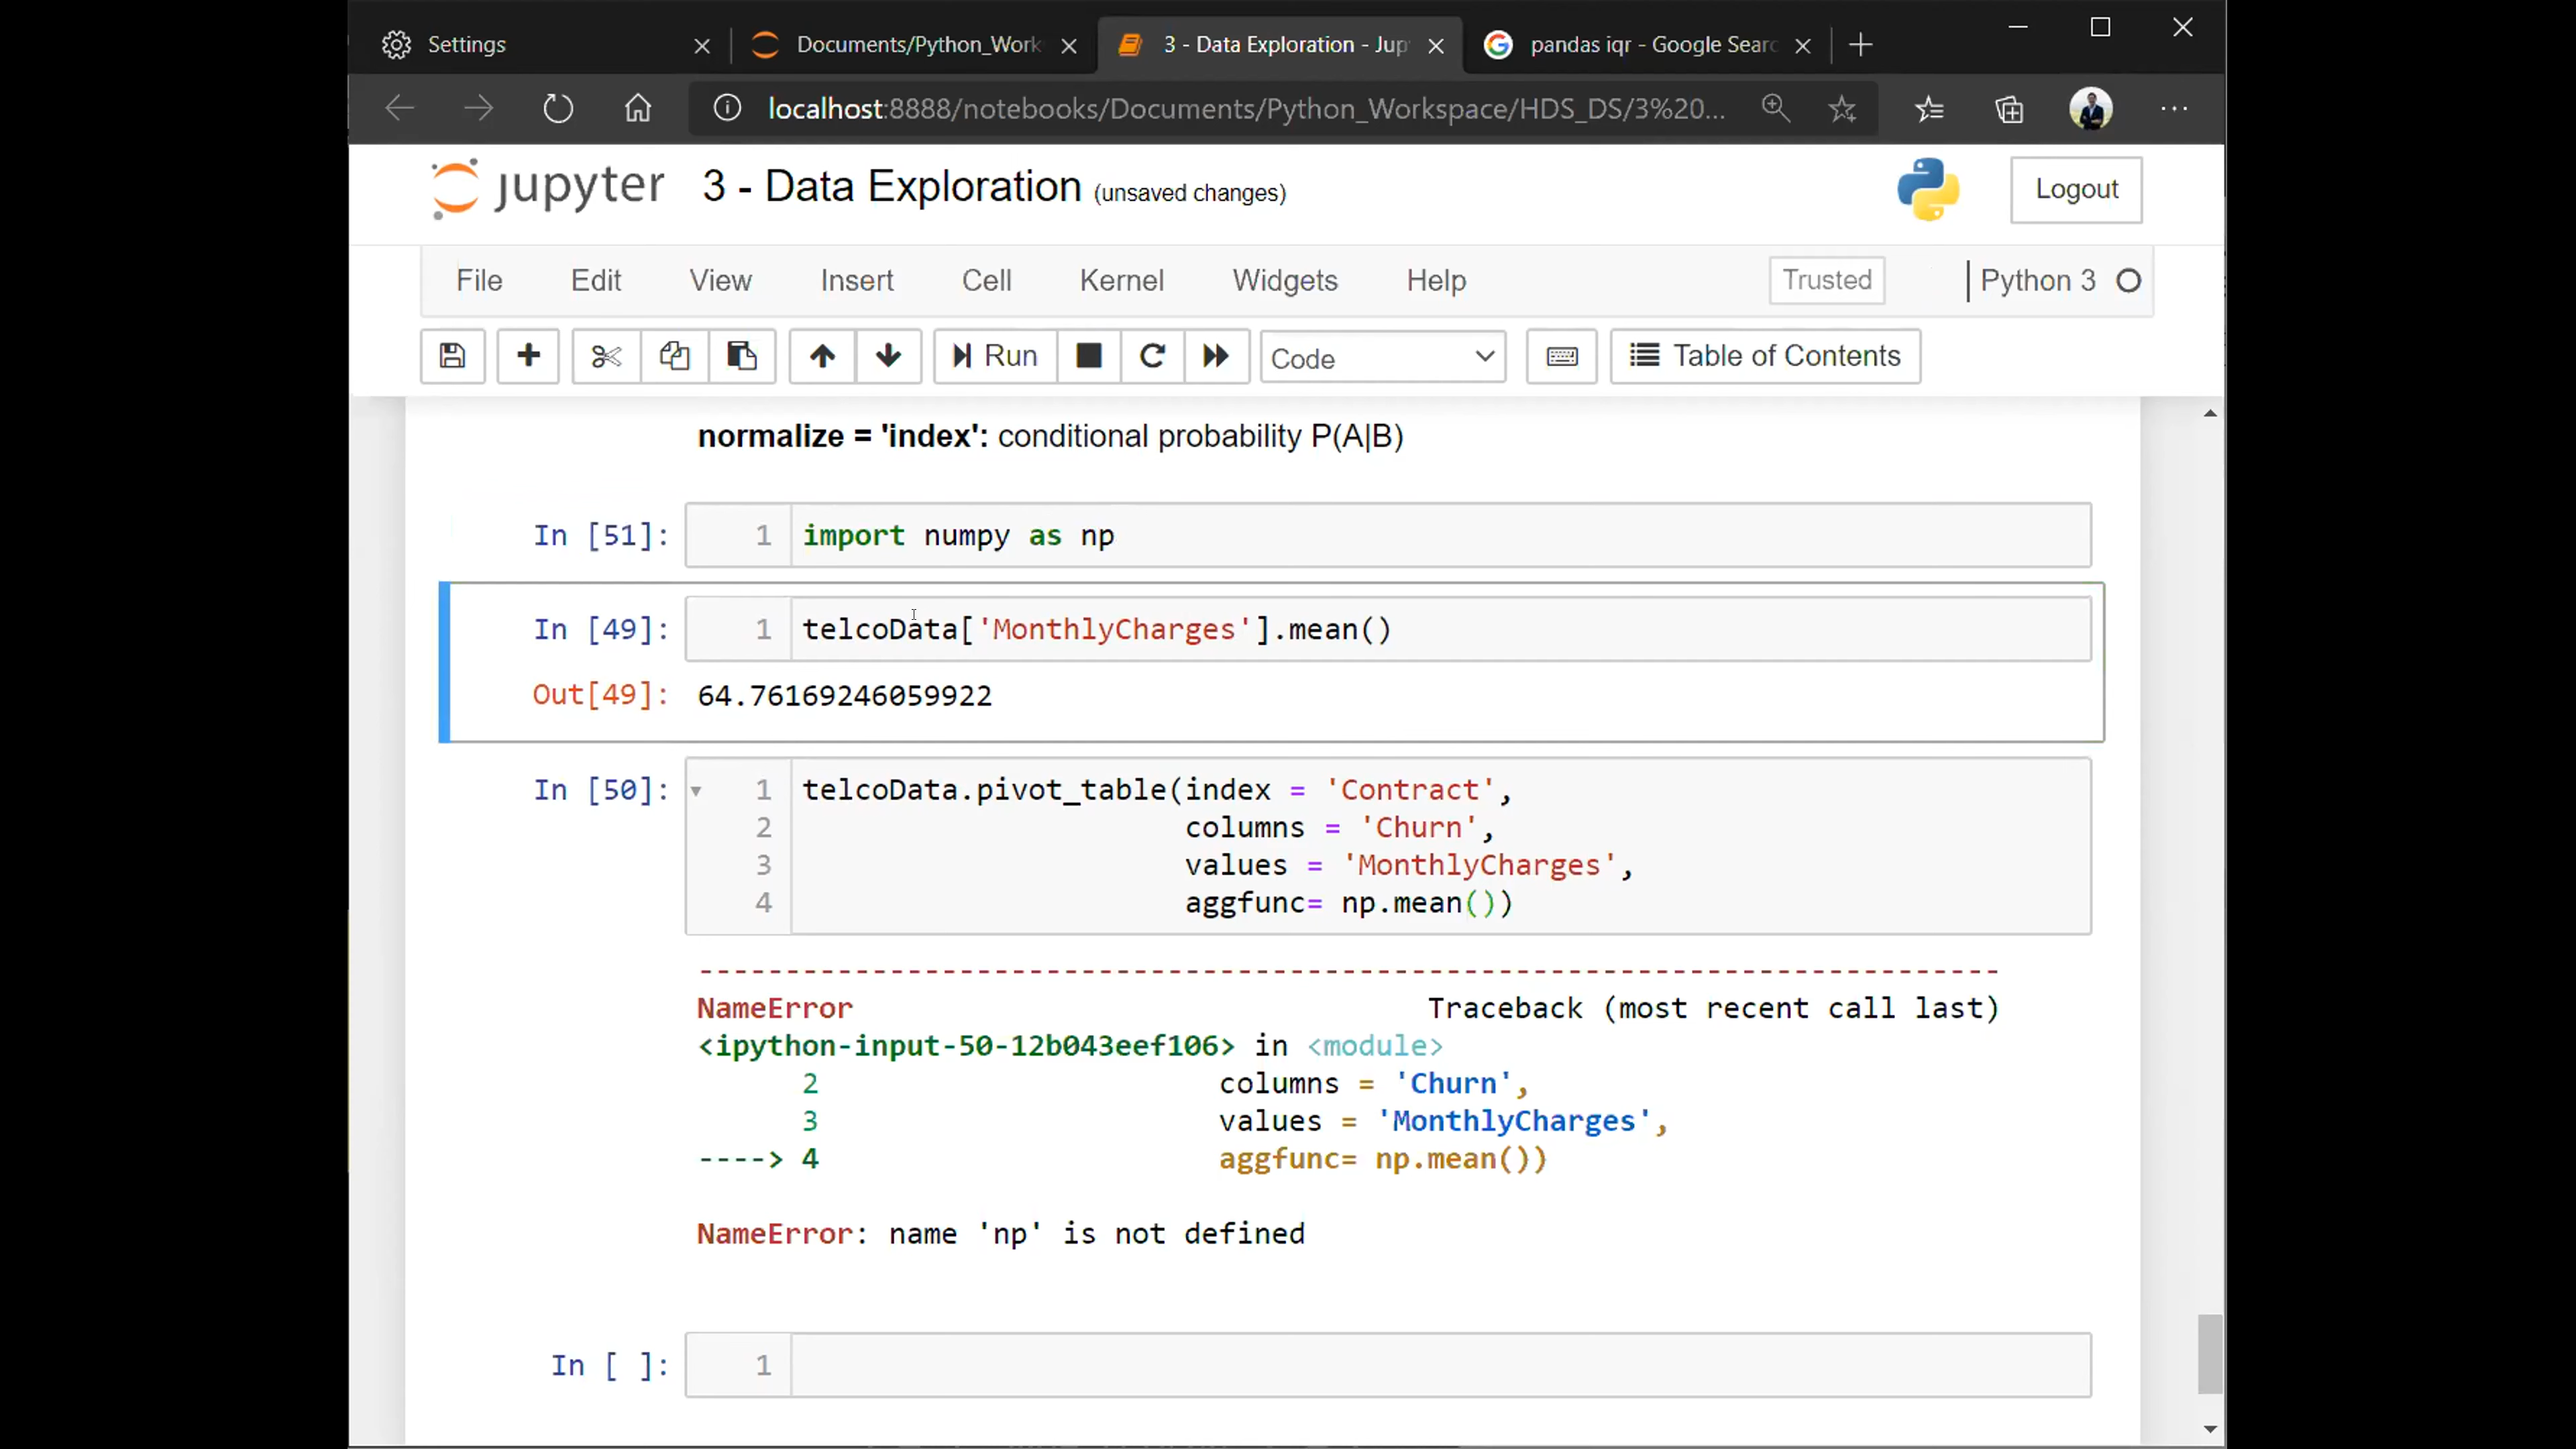 Settings
Documents/Python_Work
3 - Data Exploration - Jup
pandas iqr - Google Searc
localhost:8888/notebooks/Documents/Python_Workspace/HDS_DS/3%20...
jupyter 3 - Data Exploration (unsaved changes)
Logout
File Edit View Insert Cell Kernel Widgets Help Trusted Python 3
Run Code Table of Contents
normalize = 'index': conditional probability P(A|B)
In [51]: 1 import numpy as np
In [49]: 1 telcoData['MonthlyCharges'].mean()
Out[49]: 64.76169246059922
In [50]: 1 telcoData.pivot_table(index = 'Contract',
2 columns = 'Churn',
3 values = 'MonthlyCharges',
4 aggfunc= np.mean())
---------------------------------------------------------------------------
NameError Traceback (most recent call last)
<ipython-input-50-12b043eef106> in <module>
2 columns = 'Churn',
3 values = 'MonthlyCharges',
----> 4 aggfunc= np.mean())
NameError: name 'np' is not defined
In [ ]: 1